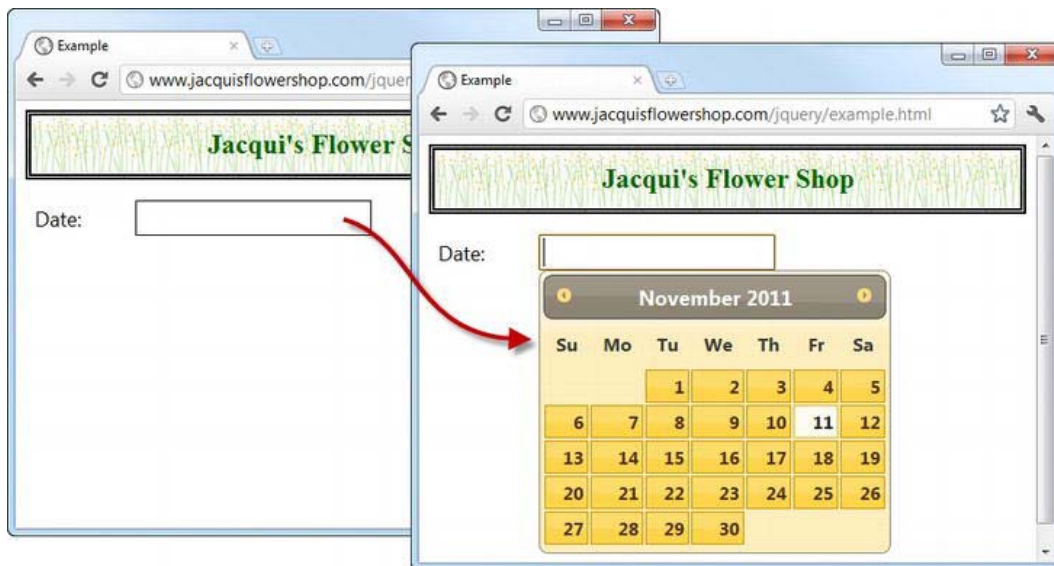 Example
www.jacquisflowershop.com/jquer
Jacqui's Flower S
Date:
Example
www.jacquisflowershop.com/jquery/example.html
Jacqui's Flower Shop
Date:
November 2011
Su Mo Tu We Th Fr Sa
1 2 3 4 5
6 7 8 9 10 11 12
13 14 15 16 17 18 19
20 21 22 23 24 25 26
27 28 29 30